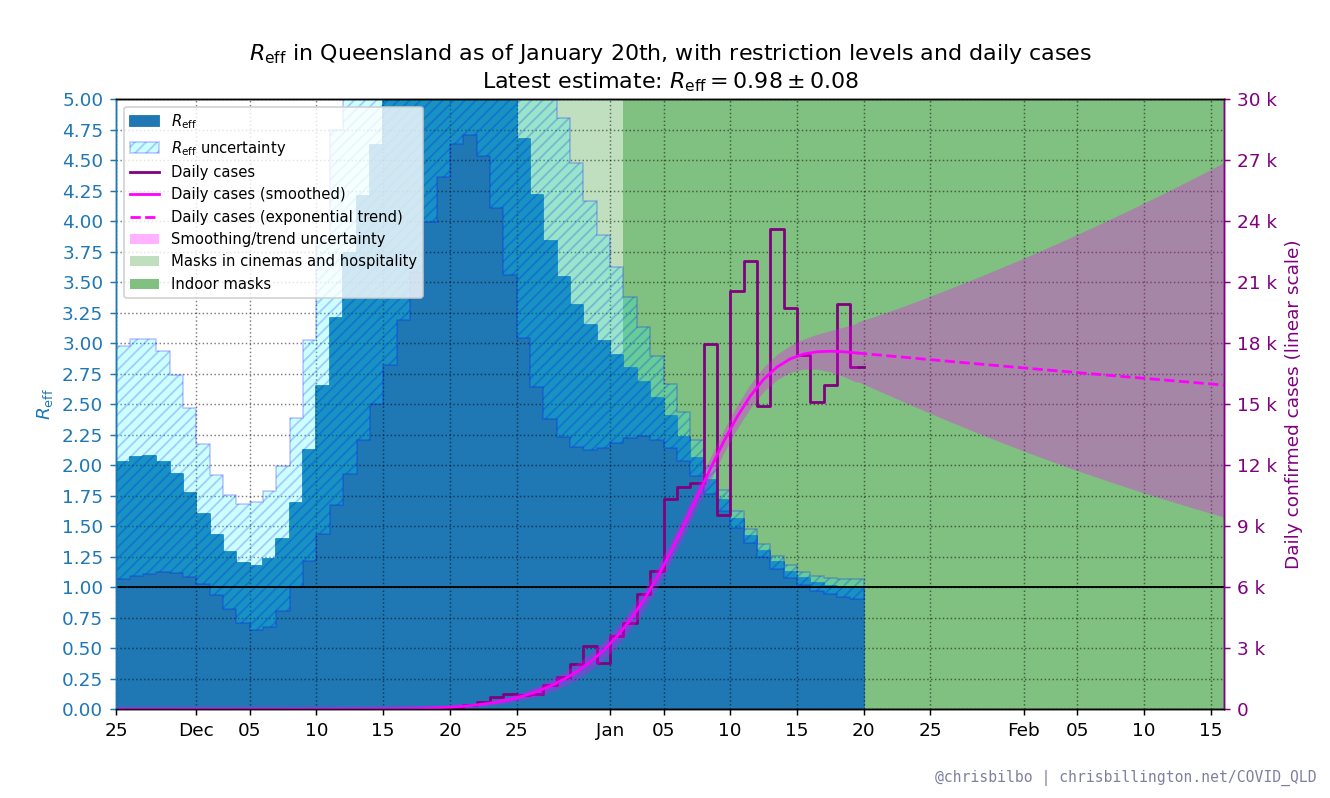 Reff in Queensland as of January 20th, with restriction levels and daily cases
Latest estimate: Reff = 0.98 ± 0.08
Reff
Reff uncertainty
Daily cases
Daily cases (smoothed)
Daily cases (exponential trend)
Smoothing/trend uncertainty
Masks in cinemas and hospitality
Indoor masks
5.00
4.75
4.50
4.25
4.00
3.75
3.50
3.25
3.00
2.75
2.50
2.25
2.00
1.75
1.50
1.25
1.00
0.75
0.50
0.25
0.00
Reff
30 k
27 k
24 k
21 k
18 k
15 k
12 k
9 k
6 k
3 k
0
Daily confirmed cases (linear scale)
25 Dec 05 10 15 20 25 Jan 05 10 15 20 25 Feb 05 10 15
@chrisbilbo | chrisbillington.net/COVID_QLD